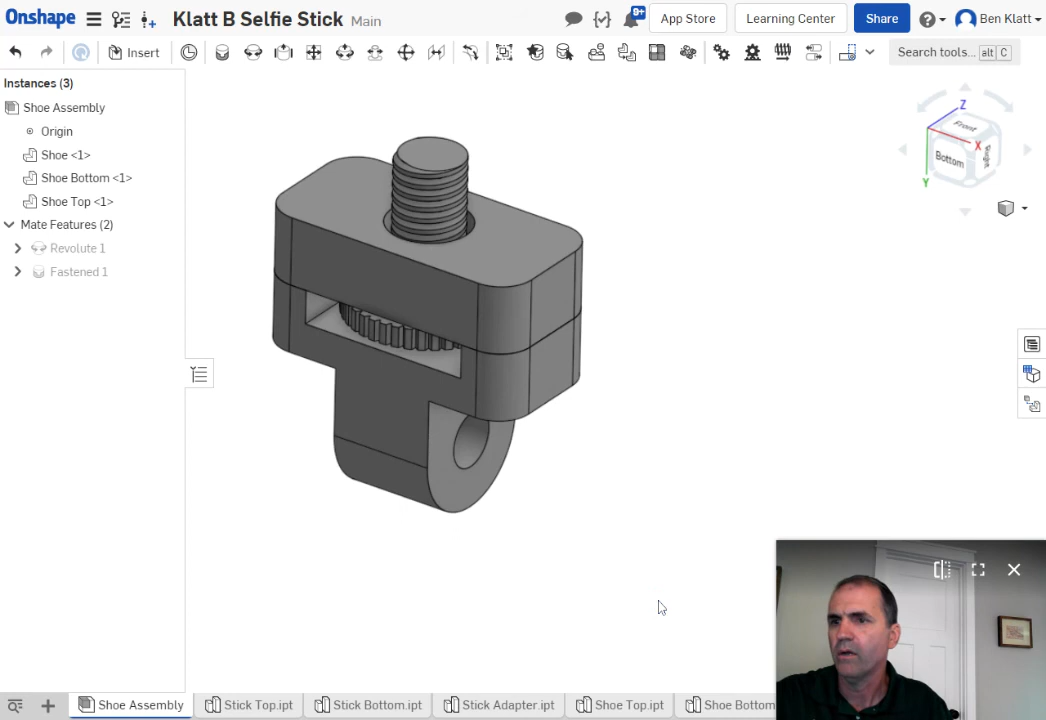 Onshape
Klatt B Selfie Stick Main
9+
App Store
Learning Center
Share
Ben Klatt
Insert
Search tools... alt C
Instances (3)
Shoe Assembly
Origin
Shoe <1>
Shoe Bottom <1>
Shoe Top <1>
Mate Features (2)
Revolute 1
Fastened 1
Z
Front
X
Bottom
Right
Y
Shoe Assembly
Stick Top.ipt
Stick Bottom.ipt
Stick Adapter.ipt
Shoe Top.ipt
Shoe Bottom